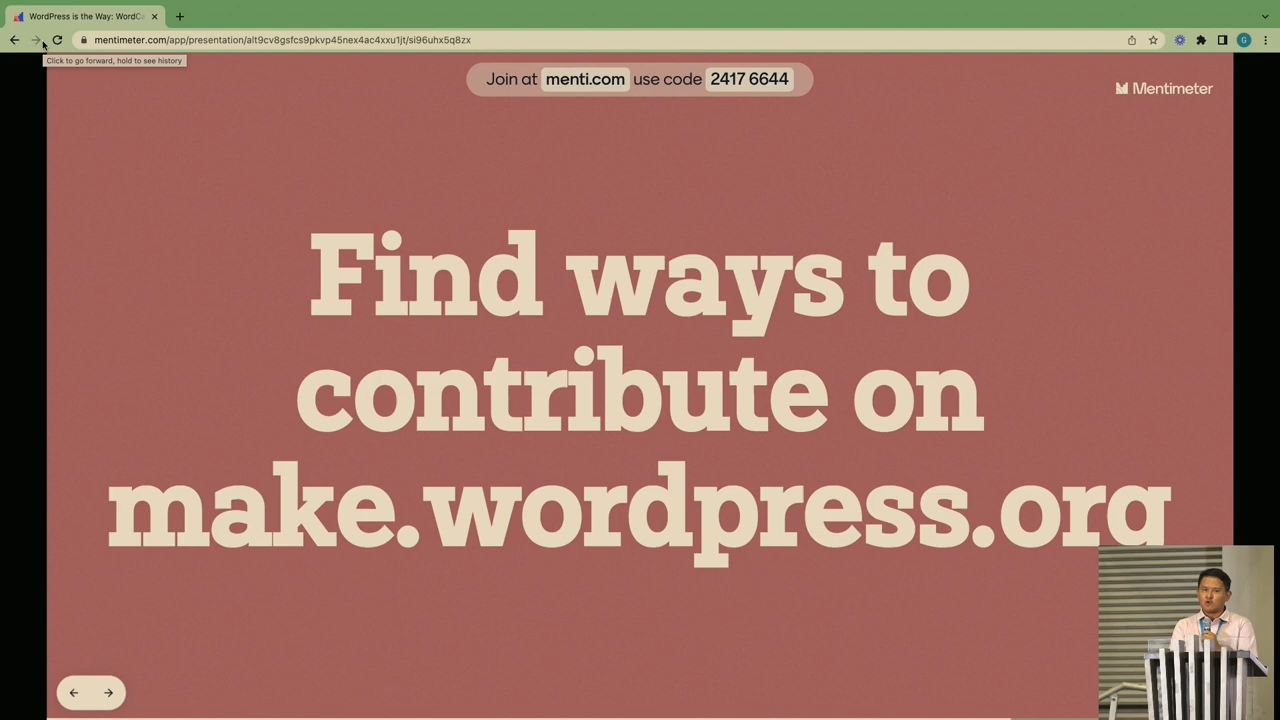 WordPress is the Way: WordCa
mentimeter.com/app/presentation/alt9cv8gsfcs9pkvp45nex4ac4xxu1jt/si96uhx5q8zx
G
Click to go forward, hold to see history
Join at menti.com use code 2417 6644
Mentimeter
Find ways to
contribute on
make.wordpress.org